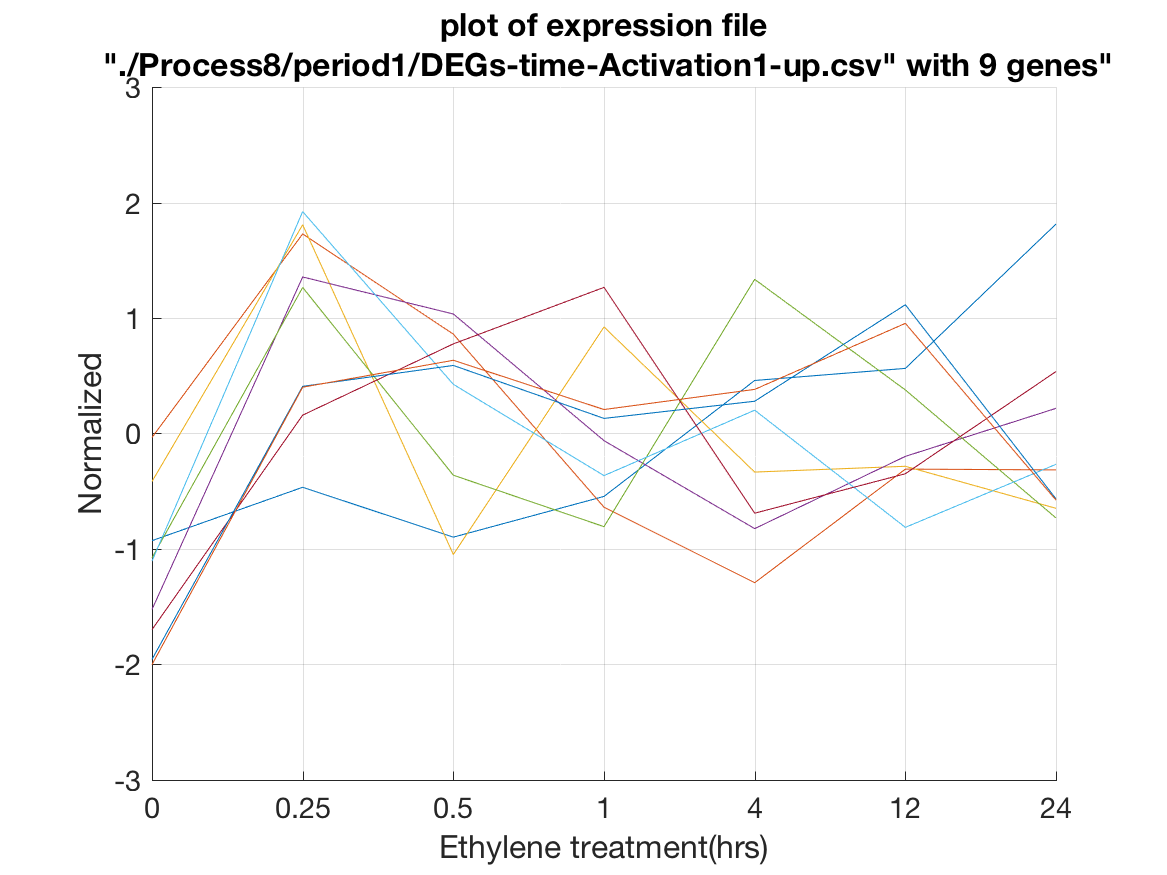 plot of expression file
"./Process8/period1/DEGs-time-Activation1-up.csv" with 9 genes"
3
2
1
0
-1
-2
-3
Normalized
0 0.25 0.5 1 4 12 24
Ethylene treatment(hrs)